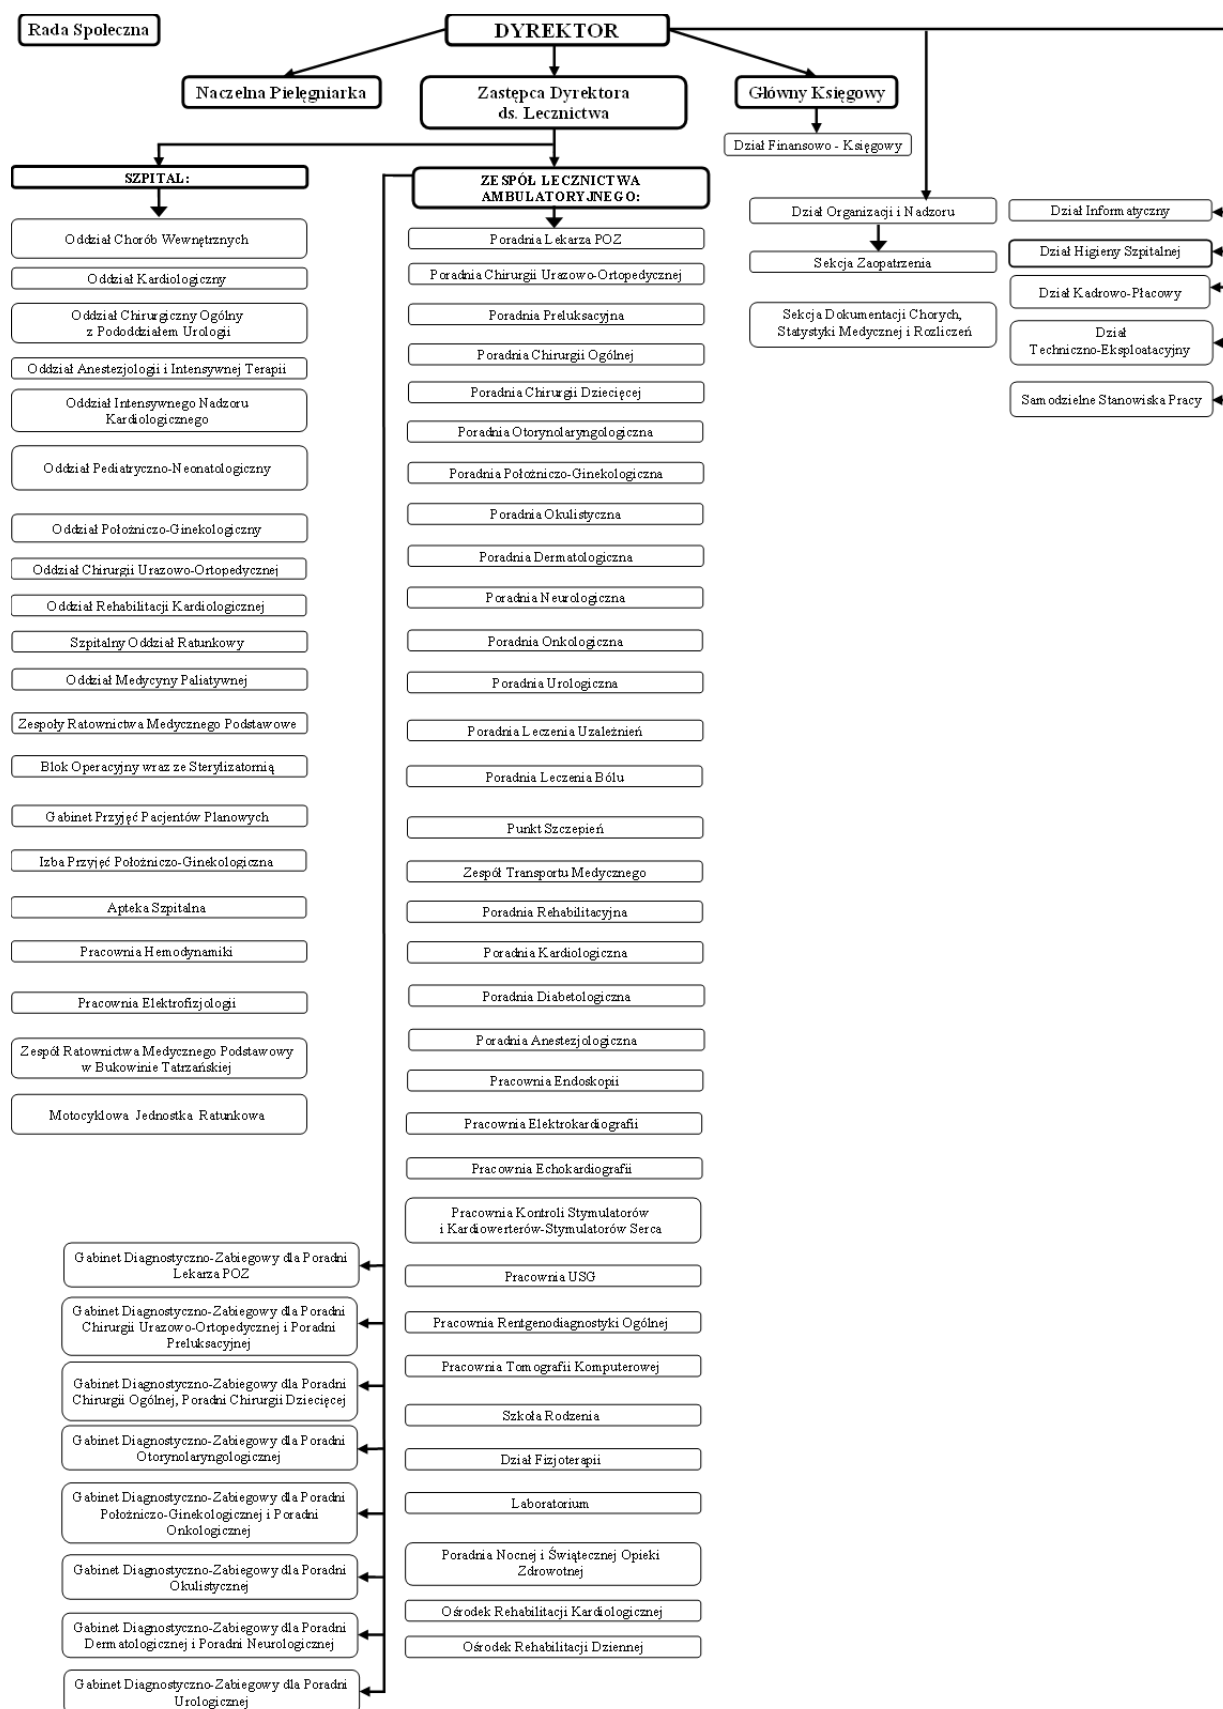 Rada Społeczna
DYREKTOR
Naczelna Pielęgniarka
Zastępca Dyrektora
ds. Lecznictwa
Główny Księgowy
Dział Finansowo - Księgowy
SZPITAL:
Oddział Chorób Wewnętrznych
Oddział Kardiologiczny
Oddział Chirurgiczny Ogólny
z Pododdziałem Urologii
Oddział Anestezjologii i Intensywnej Terapii
Oddział Intensywnego Nadzoru
Kardiologicznego
Oddział Pediatryczno-Neonatologiczny
Oddział Położniczo-Ginekologiczny
Oddział Chirurgii Urazowo-Ortopedycznej
Oddział Rehabilitacji Kardiologicznej
Szpitalny Oddział Ratunkowy
Oddział Medycyny Paliatywnej
Zespoły Ratownictwa Medycznego Podstawowe
Blok Operacyjny wraz ze Sterylizatornią
Gabinet Przyjęć Pacjentów Planowych
Izba Przyjęć Położniczo-Ginekologiczna
Apteka Szpitalna
Pracownia Hemodynamiki
Pracownia Elektrofizjologii
Zespół Ratownictwa Medycznego Podstawowy
w Bukowinie Tatrzańskiej
Motocyklowa Jednostka Ratunkowa
ZESPÓŁ LECZNICTWA
AMBULATORYJNEGO:
Poradnia Lekarza POZ
Poradnia Chirurgii Urazowo-Ortopedycznej
Poradnia Preluksacyjna
Poradnia Chirurgii Ogólnej
Poradnia Chirurgii Dziecięcej
Poradnia Otorynolaryngologiczna
Poradnia Położniczo-Ginekologiczna
Poradnia Okulistyczna
Poradnia Dermatologiczna
Poradnia Neurologiczna
Poradnia Onkologiczna
Poradnia Urologiczna
Poradnia Leczenia Uzależnień
Poradnia Leczenia Bólu
Punkt Szczepień
Zespół Transportu Medycznego
Poradnia Rehabilitacyjna
Poradnia Kardiologiczna
Poradnia Diabetologiczna
Poradnia Anestezjologiczna
Pracownia Endoskopii
Pracownia Elektrokardiografii
Pracownia Echokardiografii
Pracownia Kontroli Stymulatorów
i Kardiowerterów-Stymulatorów Serca
Pracownia USG
Pracownia Rentgenodiagnostyki Ogólnej
Pracownia Tomografii Komputerowej
Szkoła Rodzenia
Dział Fizjoterapii
Laboratorium
Poradnia Nocnej i Świątecznej Opieki
Zdrowotnej
Ośrodek Rehabilitacji Kardiologicznej
Ośrodek Rehabilitacji Dziennej
Gabinet Diagnostyczno-Zabiegowy dla Poradni
Lekarza POZ
Gabinet Diagnostyczno-Zabiegowy dla Poradni
Chirurgii Urazowo-Ortopedycznej i Poradni
Preluksacyjnej
Gabinet Diagnostyczno-Zabiegowy dla Poradni
Chirurgii Ogólnej, Poradni Chirurgii Dziecięcej
Gabinet Diagnostyczno-Zabiegowy dla Poradni
Otorynolaryngologicznej
Gabinet Diagnostyczno-Zabiegowy dla Poradni
Położniczo-Ginekologicznej i Poradni
Onkologicznej
Gabinet Diagnostyczno-Zabiegowy dla Poradni
Okulistycznej
Gabinet Diagnostyczno-Zabiegowy dla Poradni
Dermatologicznej i Poradni Neurologicznej
Gabinet Diagnostyczno-Zabiegowy dla Poradni
Urologicznej
Dział Organizacji i Nadzoru
Sekcja Zaopatrzenia
Sekcja Dokumentacji Chorych,
Statystyki Medycznej i Rozliczeń
Dział Informatyczny
Dział Higieny Szpitalnej
Dział Kadrowo-Płacowy
Dział
Techniczno-Eksploatacyjny
Samodzielne Stanowiska Pracy